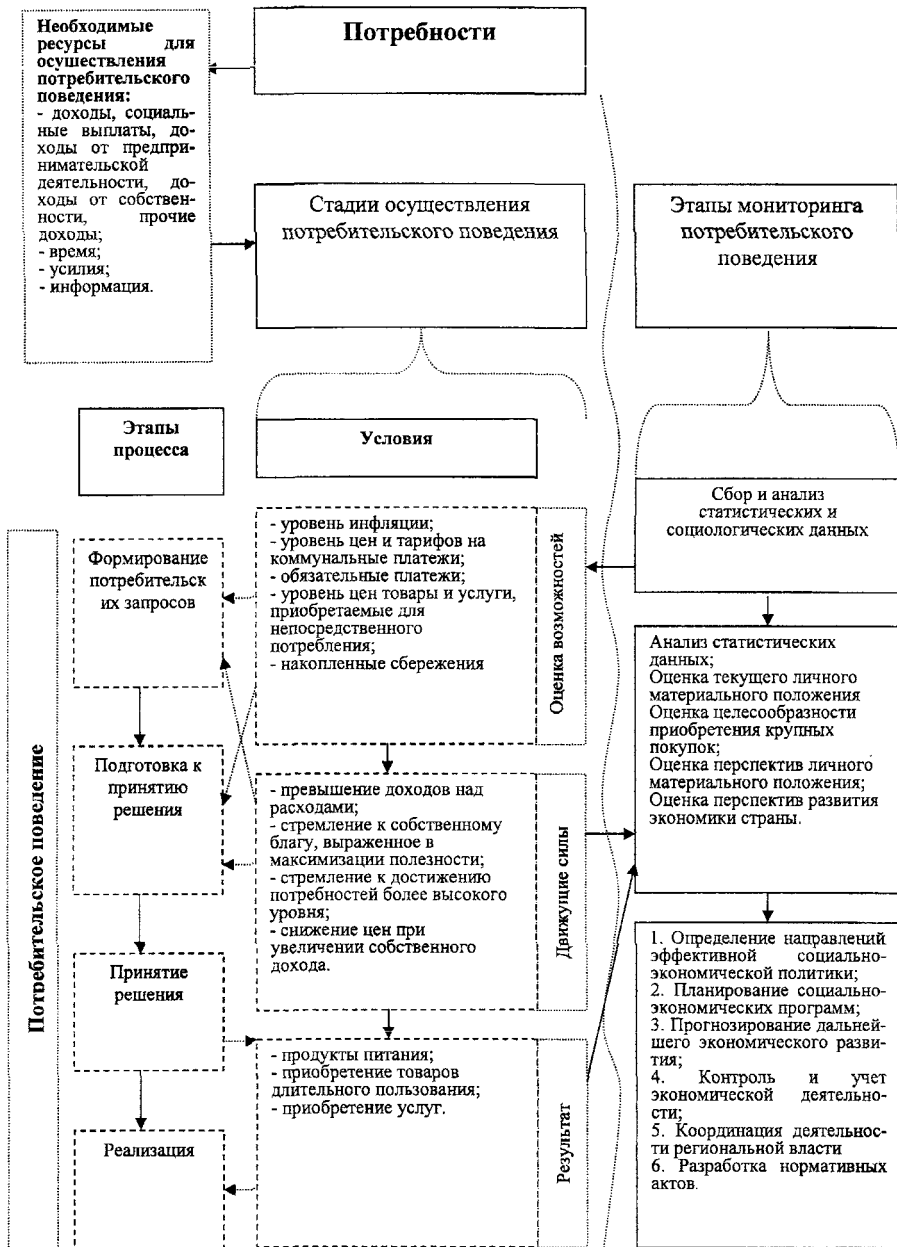 Необходимые
ресурсы для
осуществления
потребительского
поведения:
- доходы, социаль-
ные выплаты, до-
ходы от предпри-
нимательской
деятельности, до-
ходы от собствен-
ности, прочие
доходы;
- время;
- усилия;
- информация.
Потребности
Стадии осуществления
потребительского поведения
Этапы мониторинга
потребительского
поведения
Этапы
процесса
Условия
Сбор и анализ
статистических и
социологических данных
Потребительское поведение
Формирование
потребительск
их запросов
- уровень инфляции;
- уровень цен и тарифов на
коммунальные платежи;
- обязательные платежи;
- уровень цен товары и услуги,
приобретаемые для
непосредственного
потребления;
- накопленные сбережения
Оценка возможностей
Анализ статистических
данных;
Оценка текущего личного
материального положения
Оценка целесообразности
приобретения крупных
покупок;
Оценка перспектив личного
материального положения;
Оценка перспектив развития
экономики страны.
Подготовка к
принятию
решения
- превышение доходов над
расходами;
- стремление к собственному
благу, выраженное в
максимизации полезности;
- стремление к достижению
потребностей более высокого
уровня;
- снижение цен при
увеличении собственного
дохода.
Движущие силы
Принятие
решения
1. Определение направлений
эффективной социально-
экономической политики;
2. Планирование социально-
экономических программ;
3. Прогнозирование дальней-
шего экономического разви-
тия;
4. Контроль и учет
экономической деятельно-
сти;
5. Координация деятельнос-
ти региональной власти
6. Разработка нормативных
актов.
- продукты питания;
- приобретение товаров
длительного пользования;
- приобретение услуг.
Результат
Реализация